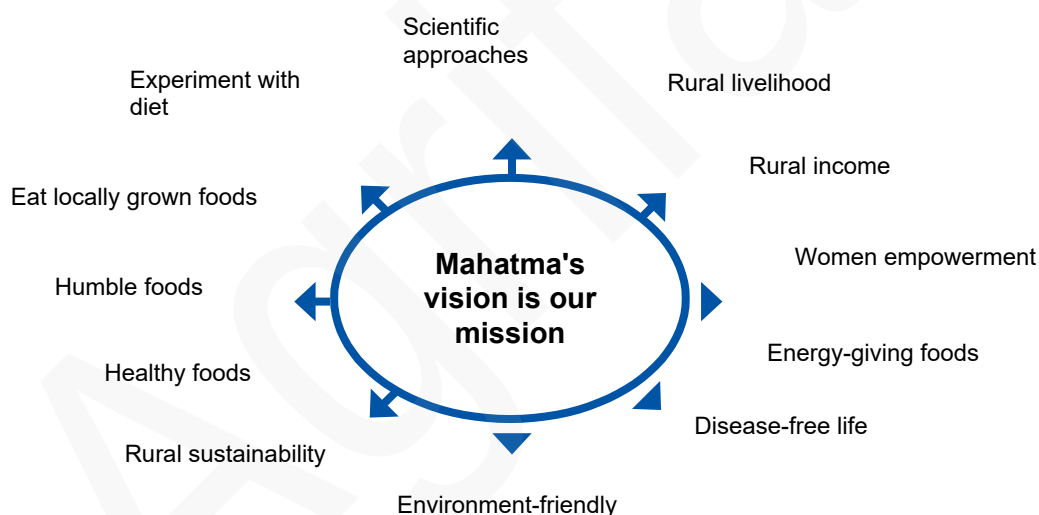 Scientific
approaches
Experiment with
diet
Rural livelihood
Rural income
Eat locally grown foods
Women empowerment
Mahatma's
vision is our
mission
Humble foods
Energy-giving foods
Healthy foods
Disease-free life
Rural sustainability
Environment-friendly